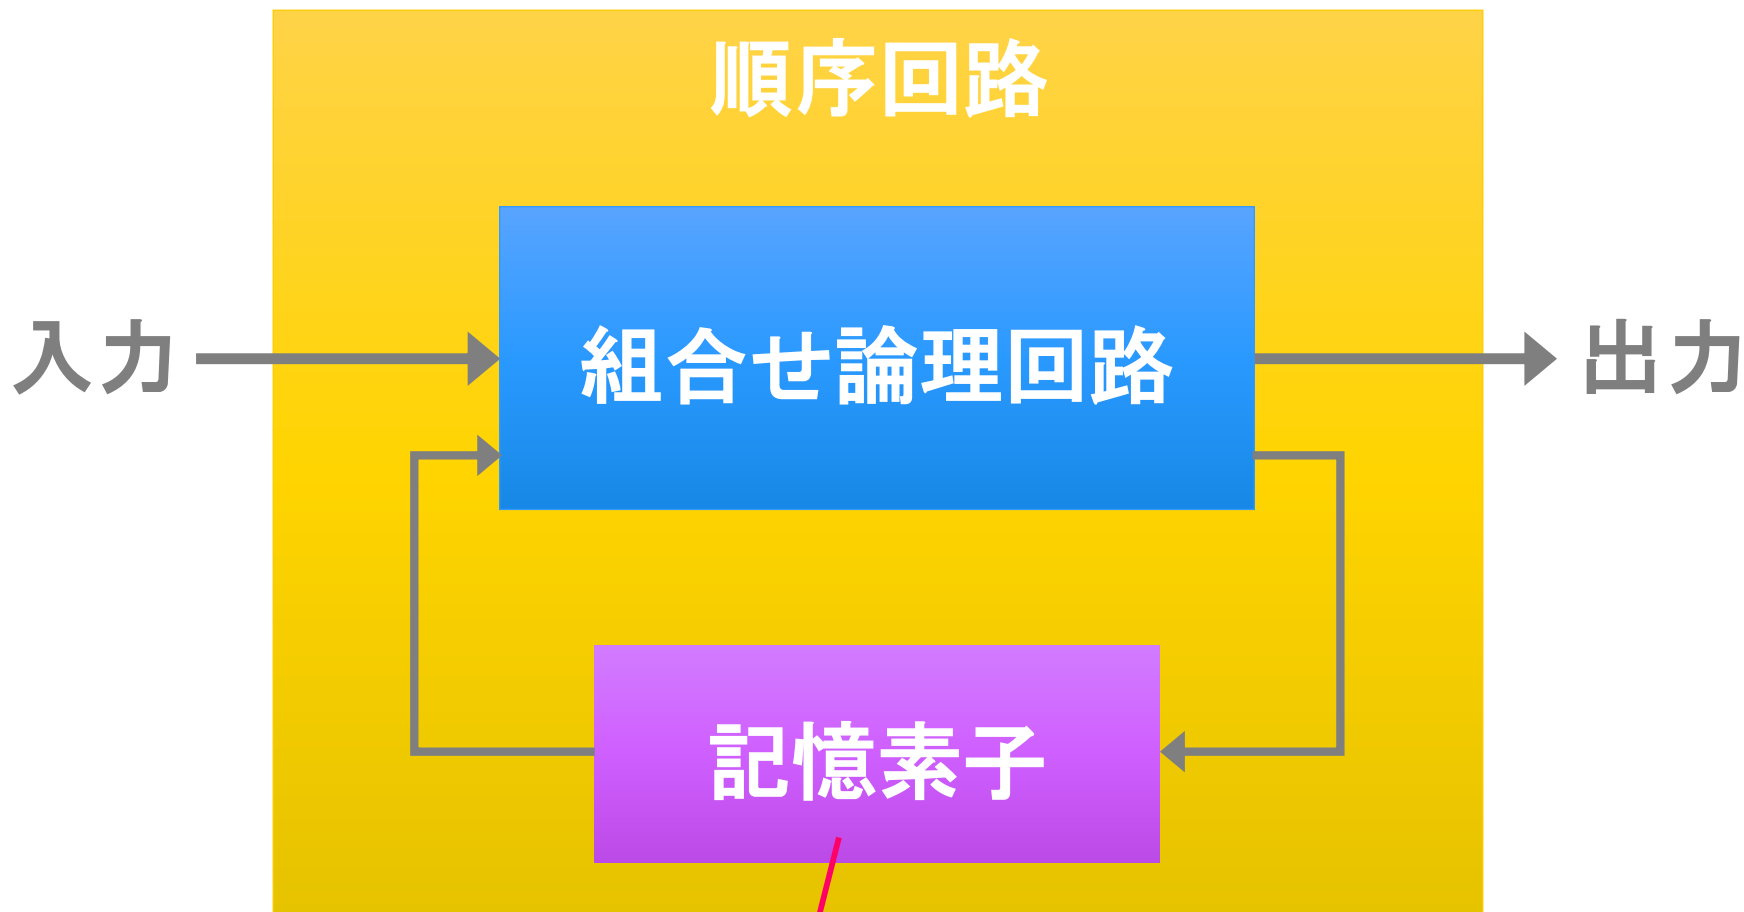 順序回路
入力
組合せ論理回路
出力
記憶素子